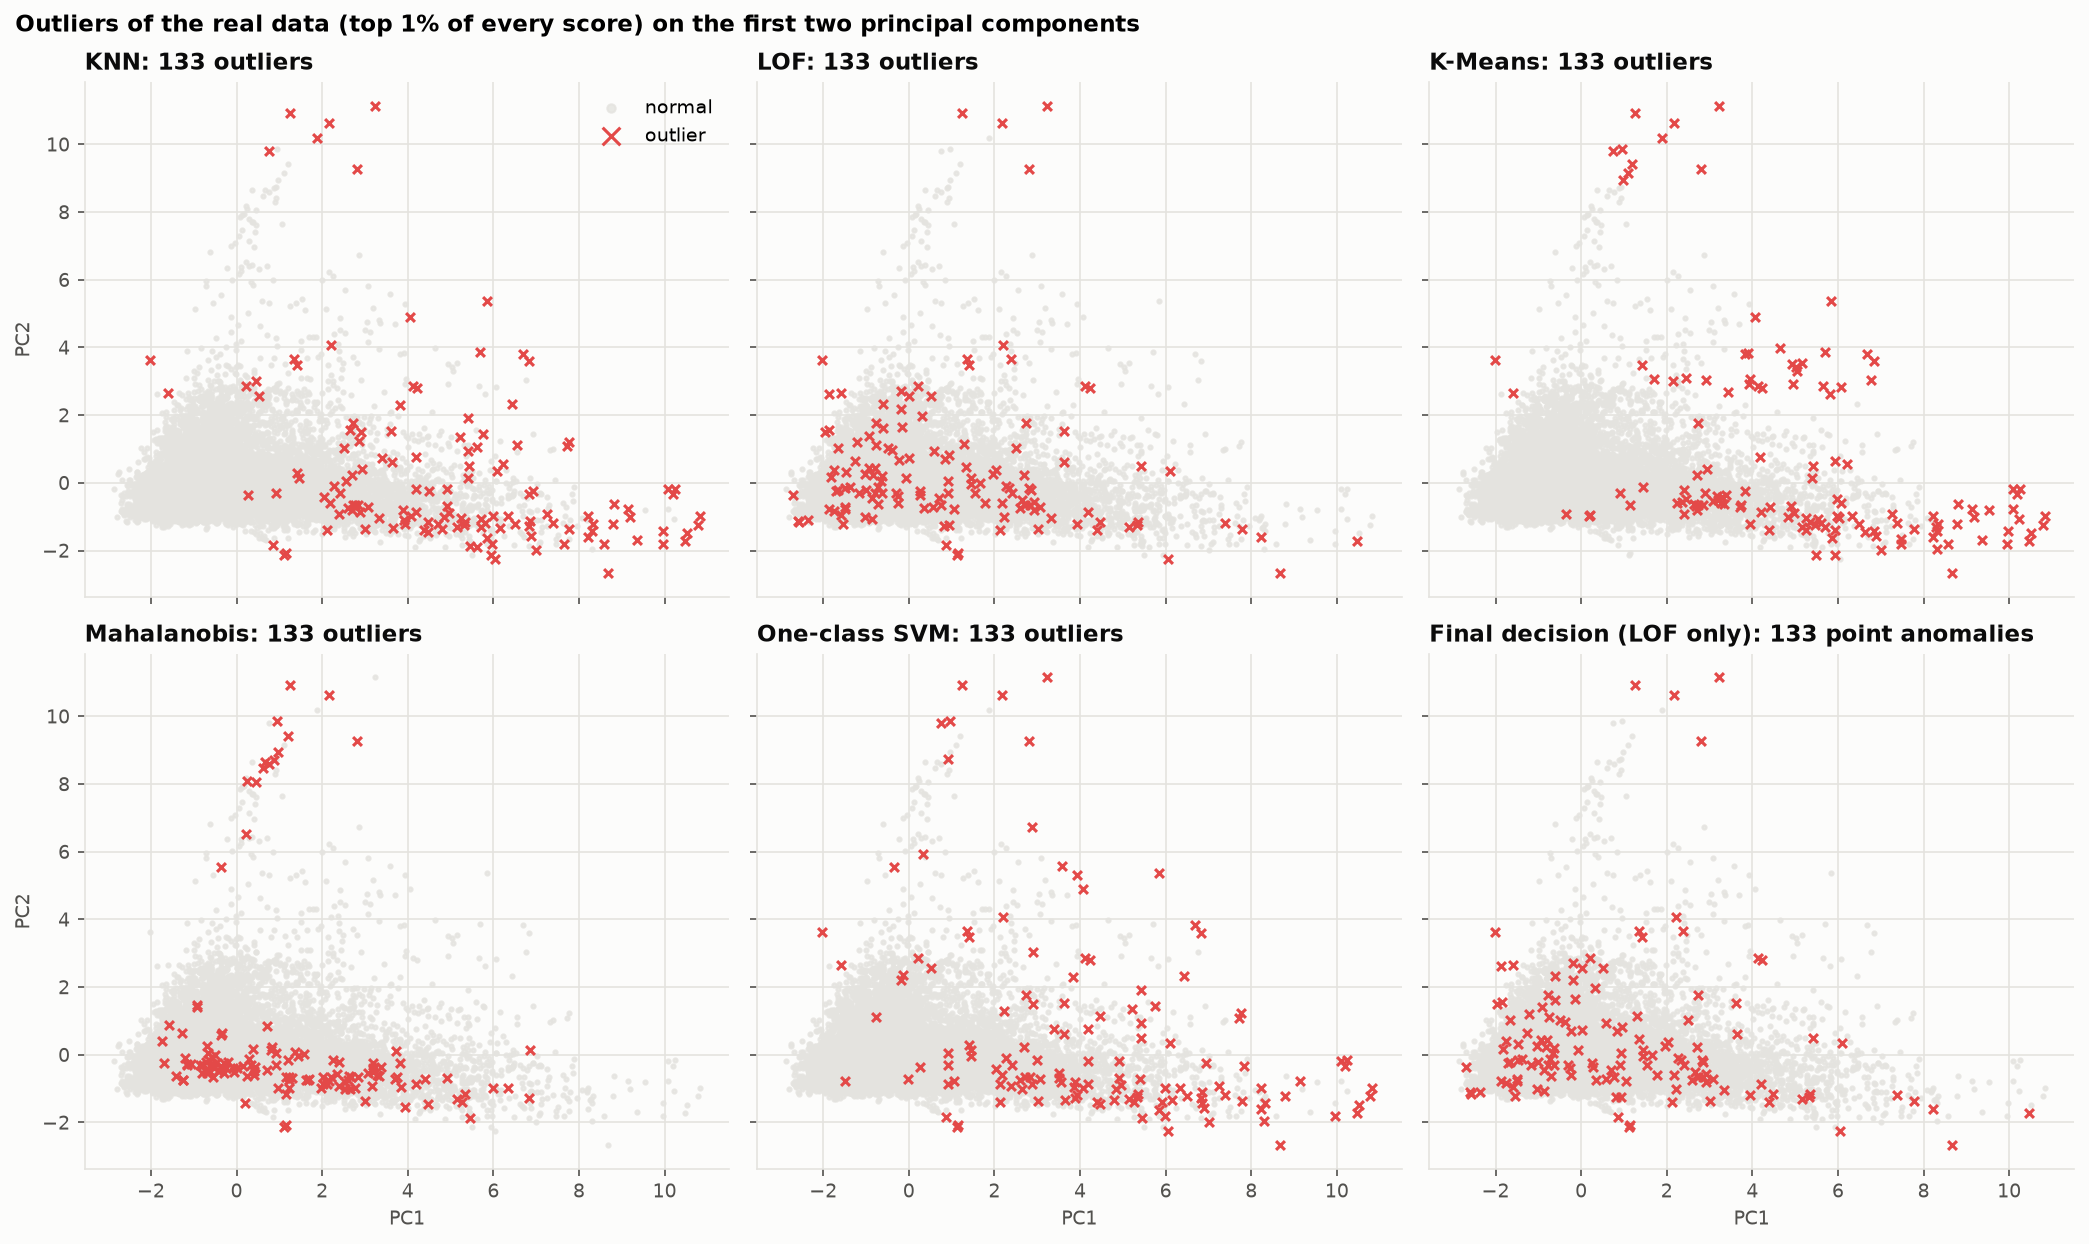 Outliers of the real data (top 1% of every score) on the first two principal components
KNN: 133 outliers
LOF: 133 outliers
K-Means: 133 outliers
normal
outlier
10
8
6
4
2
0
−2
PC2
Mahalanobis: 133 outliers
One-class SVM: 133 outliers
Final decision (LOF only): 133 point anomalies
10
8
6
4
2
0
−2
PC2
−2 0 2 4 6 8 10
−2 0 2 4 6 8 10
−2 0 2 4 6 8 10
PC1
PC1
PC1